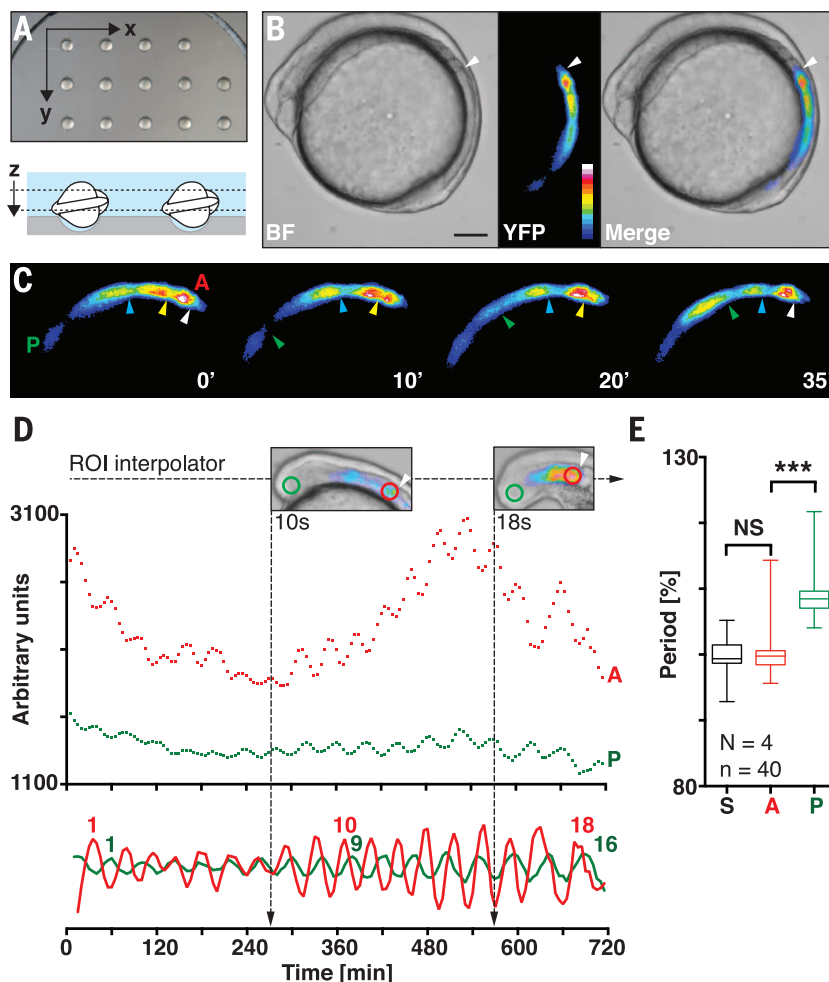 A
x
y
z
B
BF
YFP
Merge
C
A
P
0’
10’
20’
35’
D
ROI interpolator
10s
18s
3100
Arbitrary units
1100
A
P
1
1
10
9
18
16
0 120 240 360 480 600 720
Time [min]
E
130
***
NS
Period [%]
N = 4
n = 40
80
S A P